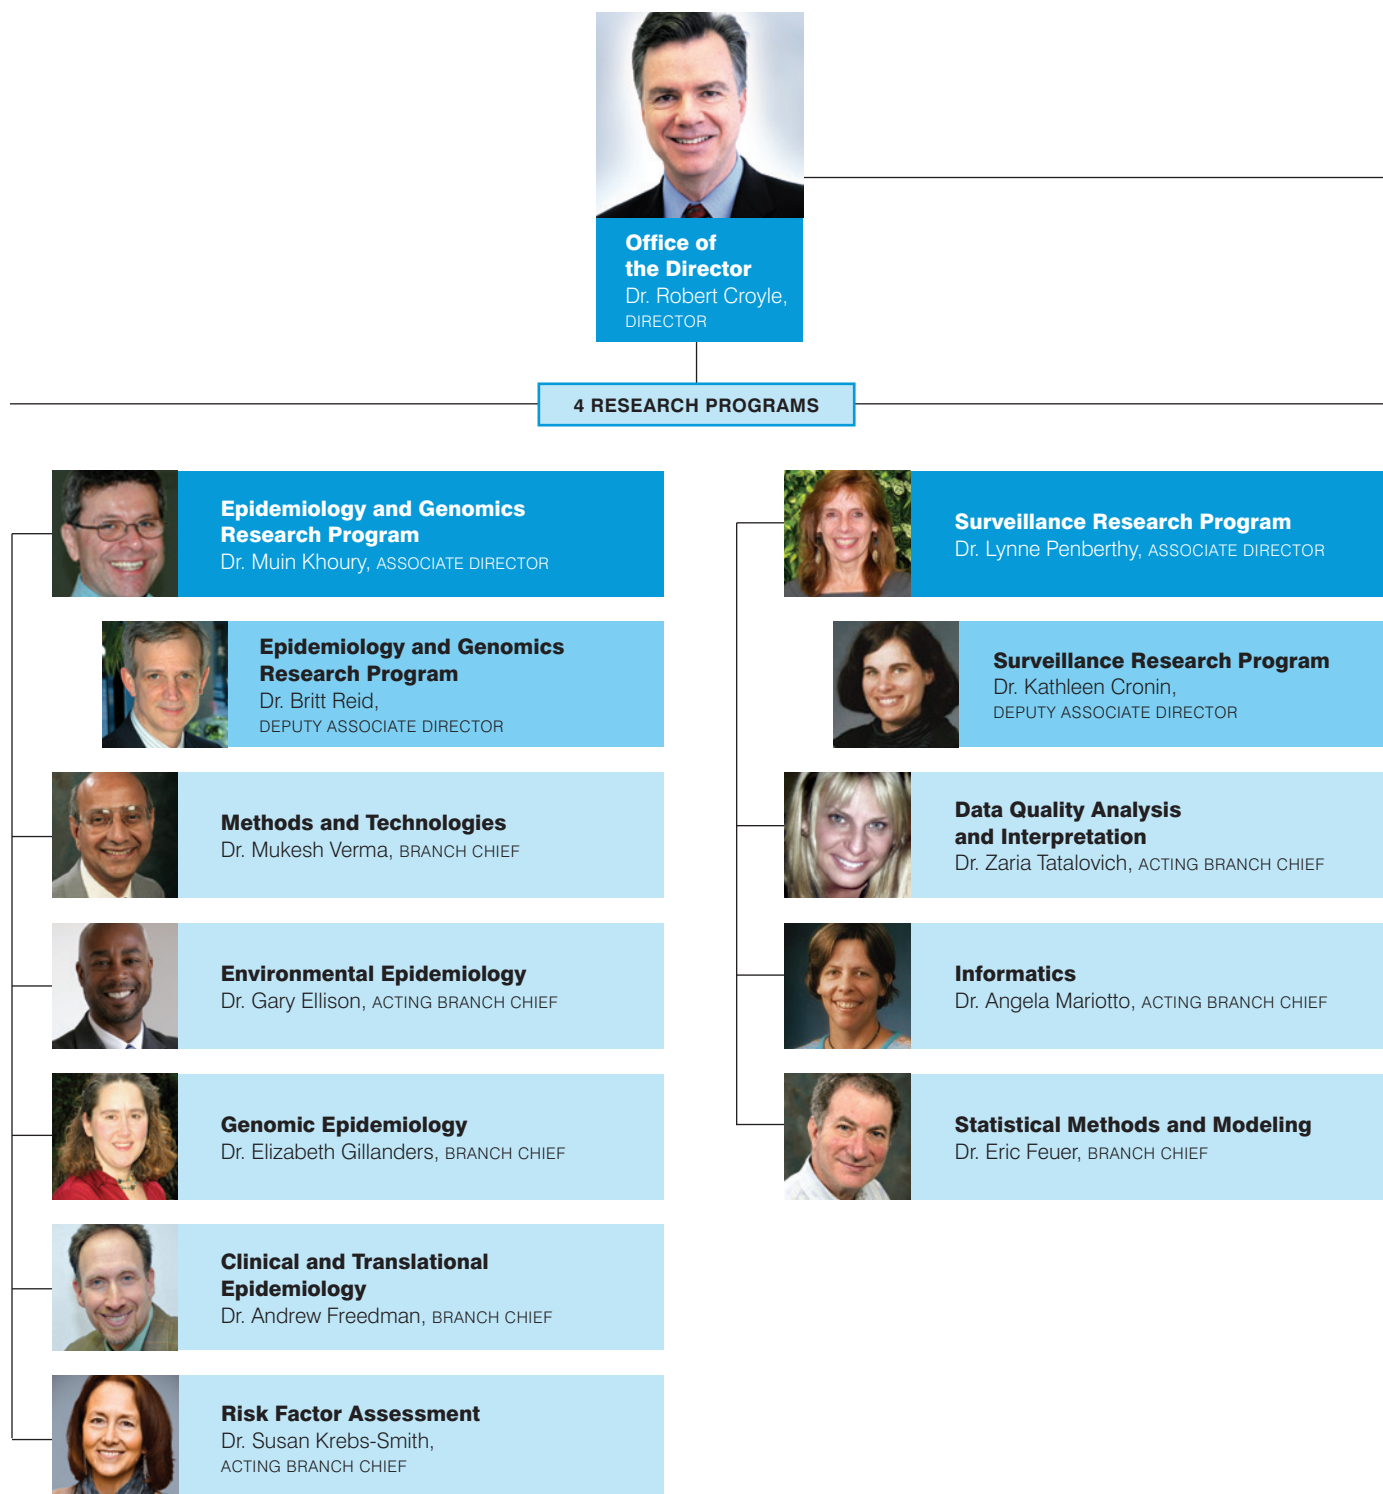 Office of
the Director
Dr. Robert Croyle,
DIRECTOR
4 RESEARCH PROGRAMS
Epidemiology and Genomics
Research Program
Dr. Muin Khoury, ASSOCIATE DIRECTOR
Epidemiology and Genomics
Research Program
Dr. Britt Reid,
DEPUTY ASSOCIATE DIRECTOR
Methods and Technologies
Dr. Mukesh Verma, BRANCH CHIEF
Environmental Epidemiology
Dr. Gary Ellison, ACTING BRANCH CHIEF
Genomic Epidemiology
Dr. Elizabeth Gillanders, BRANCH CHIEF
Clinical and Translational
Epidemiology
Dr. Andrew Freedman, BRANCH CHIEF
Risk Factor Assessment
Dr. Susan Krebs-Smith,
ACTING BRANCH CHIEF
Surveillance Research Program
Dr. Lynne Penberthy, ASSOCIATE DIRECTOR
Surveillance Research Program
Dr. Kathleen Cronin,
DEPUTY ASSOCIATE DIRECTOR
Data Quality Analysis
and Interpretation
Dr. Zaria Tatalovich, ACTING BRANCH CHIEF
Informatics
Dr. Angela Mariotto, ACTING BRANCH CHIEF
Statistical Methods and Modeling
Dr. Eric Feuer, BRANCH CHIEF